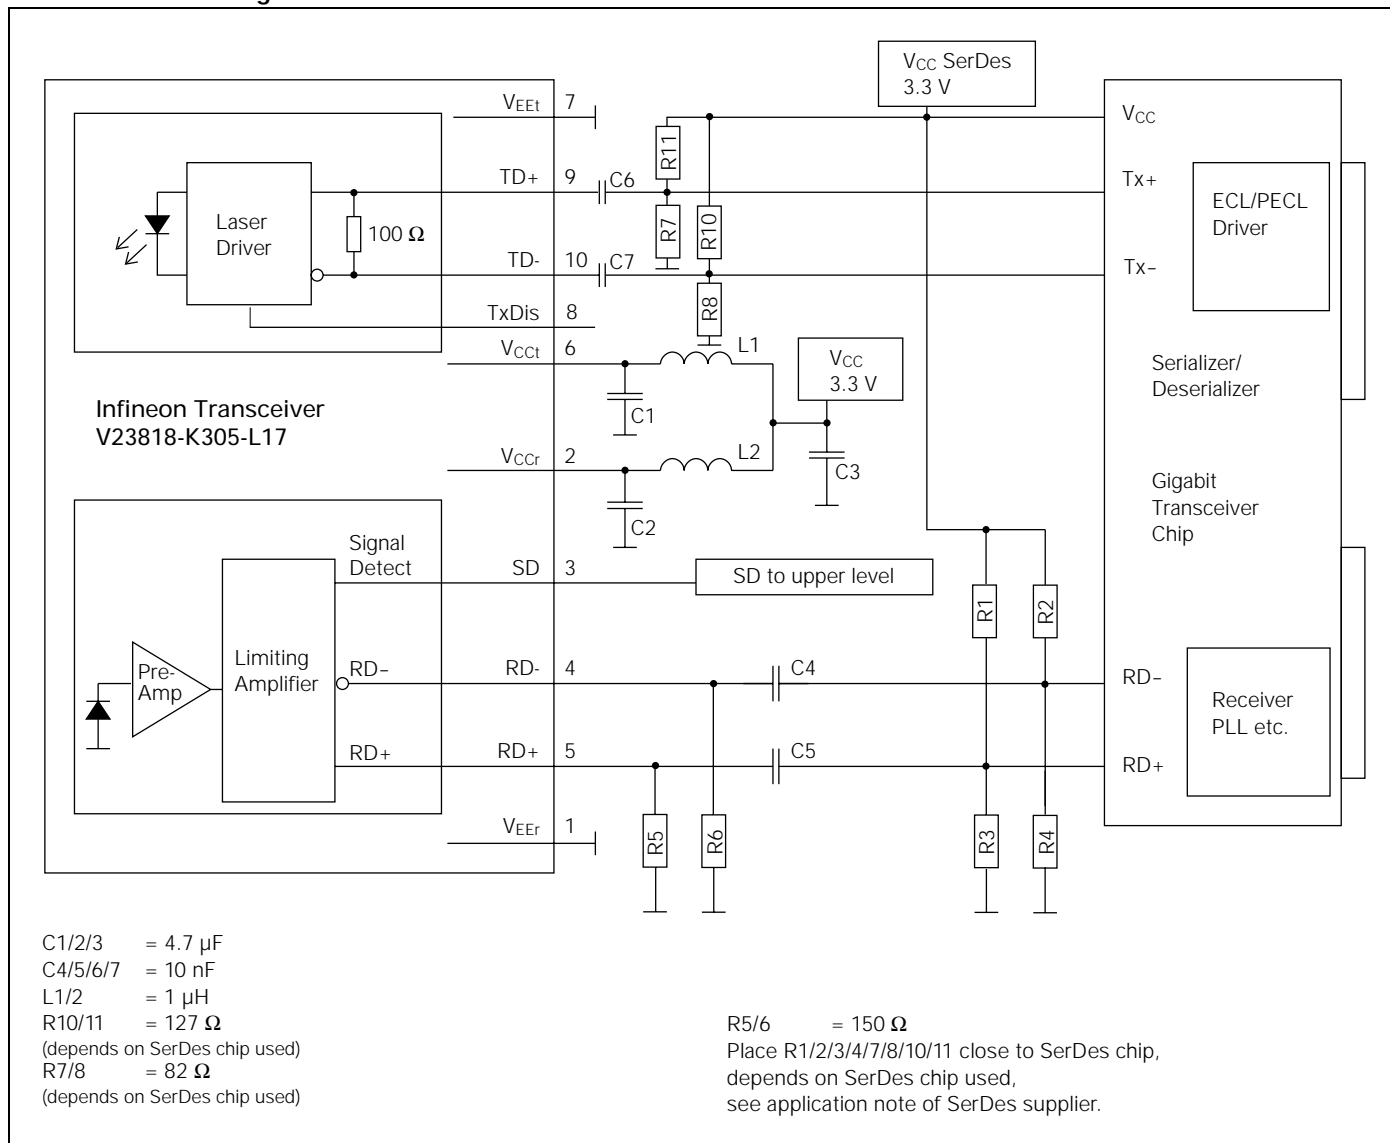 VCC SerDes
3.3 V
VEEt 7
VCC
R11
TD+ 9 C6
Tx+
Laser
Driver
100 Ω
R7
R10
ECL/PECL
Driver
TD- 10 C7
Tx−
R8
TxDis 8
VCCt 6
L1
VCC
3.3 V
Serializer/
Deserializer
Infineon Transceiver
V23818-K305-L17
C1
VCCr 2
L2
C3
Gigabit
Transceiver
Chip
C2
Signal
Detect
SD 3
SD to upper level
R1
R2
Pre-
Amp
Limiting
Amplifier
RD−
RD- 4
C4
RD−
Receiver
PLL etc.
RD+
RD+ 5
C5
RD+
VEEr 1
R5
R6
R3
R4
C1/2/3 = 4.7 µF
C4/5/6/7 = 10 nF
L1/2 = 1 µH
R10/11 = 127 Ω
(depends on SerDes chip used)
R7/8 = 82 Ω
(depends on SerDes chip used)
R5/6 = 150 Ω
Place R1/2/3/4/7/8/10/11 close to SerDes chip,
depends on SerDes chip used,
see application note of SerDes supplier.